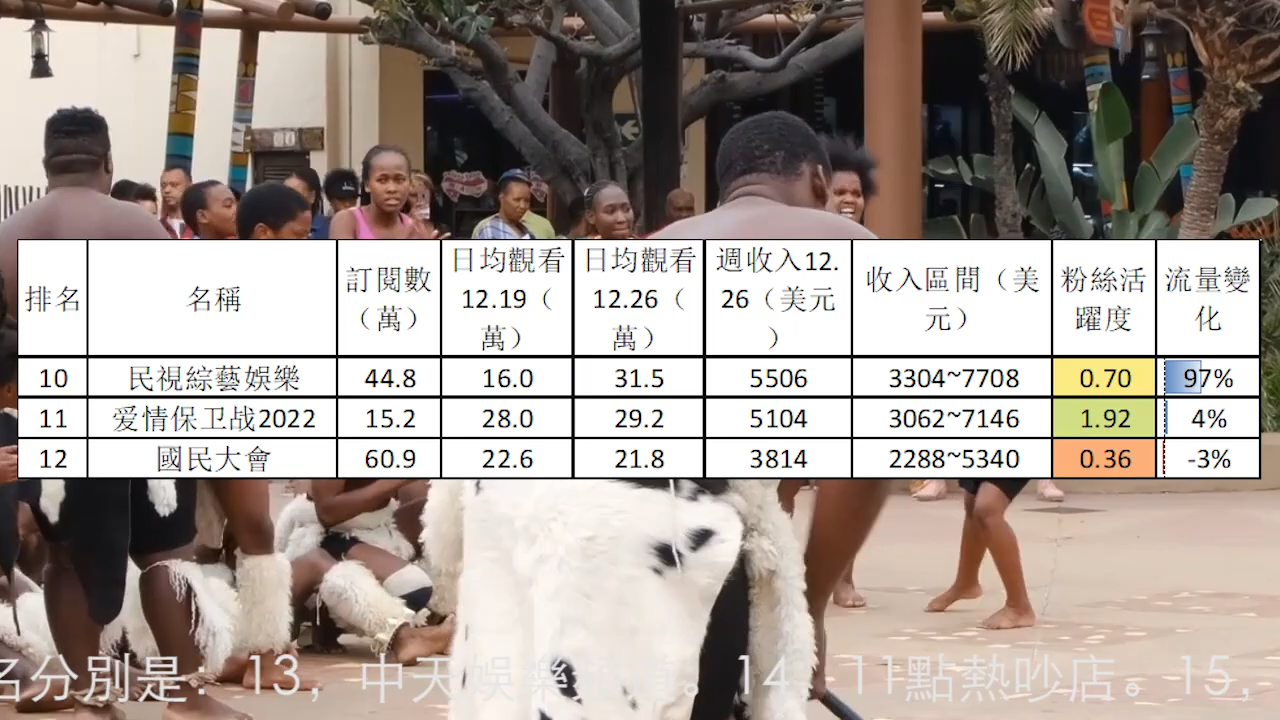 排名 名稱 訂閱數（萬） 日均觀看12.19（萬） 日均觀看12.26（萬） 週收入12.26（美元） 收入區間（美元） 粉絲活躍度 流量變化
10 民視綜藝娛樂 44.8 16.0 31.5 5506 3304~7708 0.70 97%
11 爱情保卫战2022 15.2 28.0 29.2 5104 3062~7146 1.92 4%
12 國民大會 60.9 22.6 21.8 3814 2288~5340 0.36 -3%
名分別是：13，中天娛樂頻道。14，11點熱吵店。15，